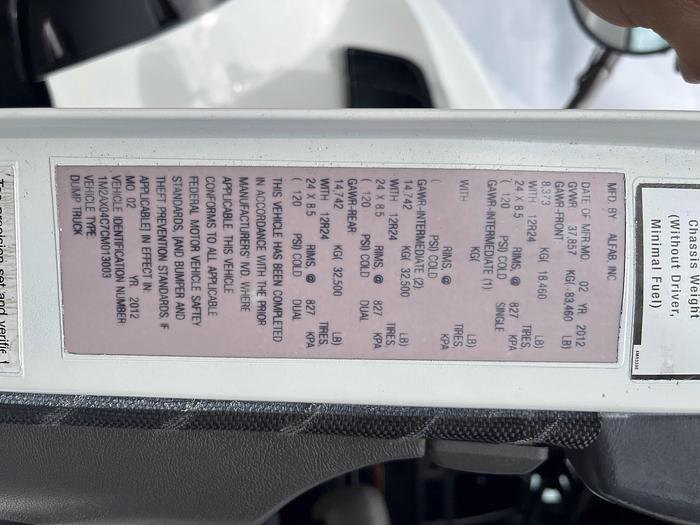 MFD. BY ALFAB, INC
DATE OF MFR.MO. 02 YR 2012
GVWR 37,857 KG( -83,460 LB)
GAWR-FRONT
8,373 KG( 18,460 LB)
WITH 12R24 TIRES,
24 X 8.5 RIMS, @ 827 KPA
( 120 PSI) COLD SINGLE
GAWR-INTERMEDIATE (1)
KG( LB)
WITH TIRES,
RIMS, @ KPA
( PSI) COLD
GAWR-INTERMEDIATE (2)
14,742 KG( 32,500 LB)
WITH 12R24 TIRES,
24 X 8.5 RIMS, @ 827 KPA
( 120 PSI) COLD DUAL
GAWR-REAR
14,742 KG( 32,500 LB)
WITH 12R24 TIRES,
24 X 8.5 RIMS, @ 827 KPA
( 120 PSI) COLD DUAL
THIS VEHICLE HAS BEEN COMPLETED
IN ACCORDANCE WITH THE PRIOR
MANUFACTURERS' IVD, WHERE
APPLICABLE. THIS VEHICLE
CONFORMS TO ALL APPLICABLE
FEDERAL MOTOR VEHICLE SAFTEY
STANDARDS, [AND BUMPER AND
THEFT PREVENTION STANDARDS, IF
APPLICABLE] IN EFFECT IN:
MO. 02 YR 2012
VEHICLE IDENTIFICATION NUMBER:
1M2AX04C7DM013003
VEHICLE TYPE:
DUMP TRUCK
Chassis Weight
(Without Driver,
Minimal Fuel)